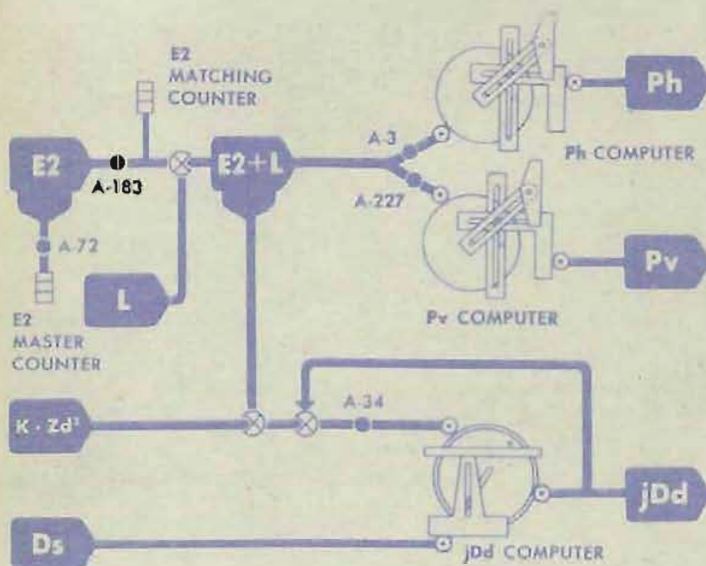 E2
MATCHING
COUNTER
Ph
A-3
Ph COMPUTER
E2
E2+L
A-183
A-227
A-72
L
Pv
E2
MASTER
COUNTER
Pv COMPUTER
A-34
K · Zd²
jDd
Ds
jDd COMPUTER